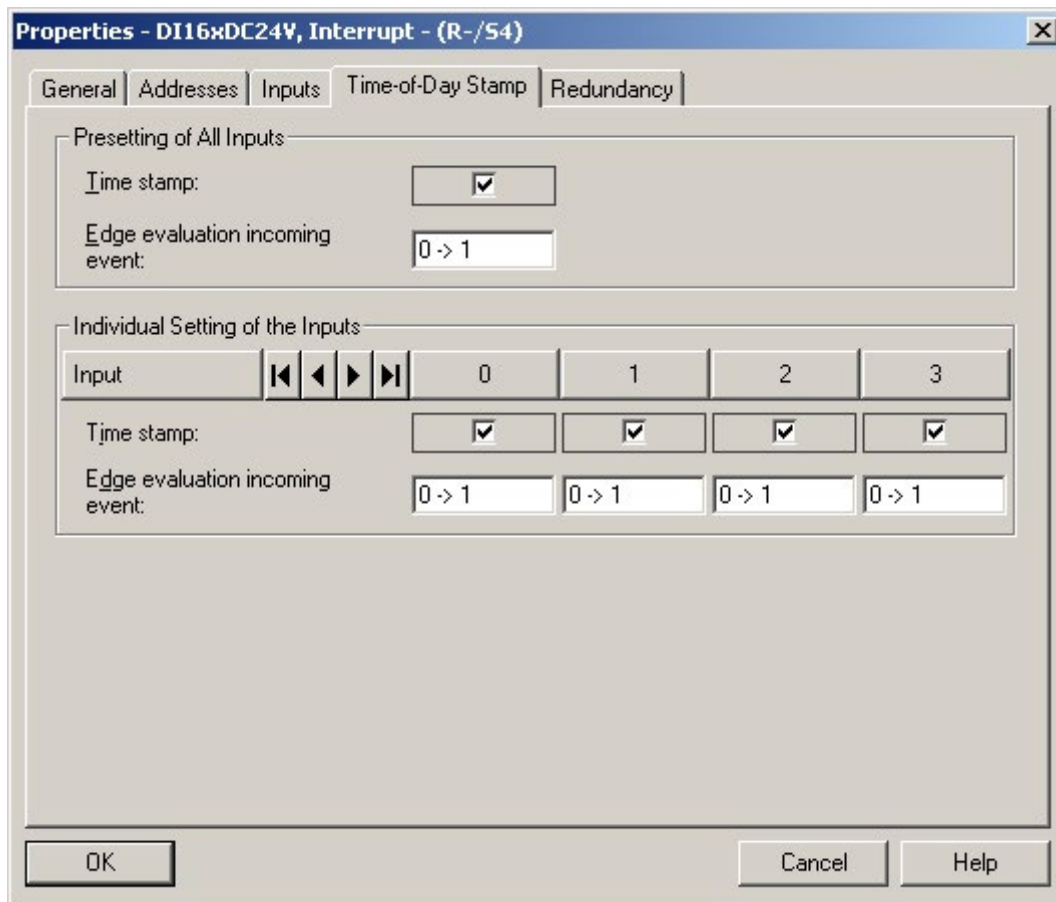 Properties - DI16xDC24V, Interrupt - (R-/S4)
General Addresses Inputs Time-of-Day Stamp Redundancy
Presetting of All Inputs
Time stamp:
Edge evaluation incoming
event:
0 -> 1
Individual Setting of the Inputs
Input 0 1 2 3
Time stamp:
Edge evaluation incoming
event:
0 -> 1 0 -> 1 0 -> 1 0 -> 1
OK Cancel Help